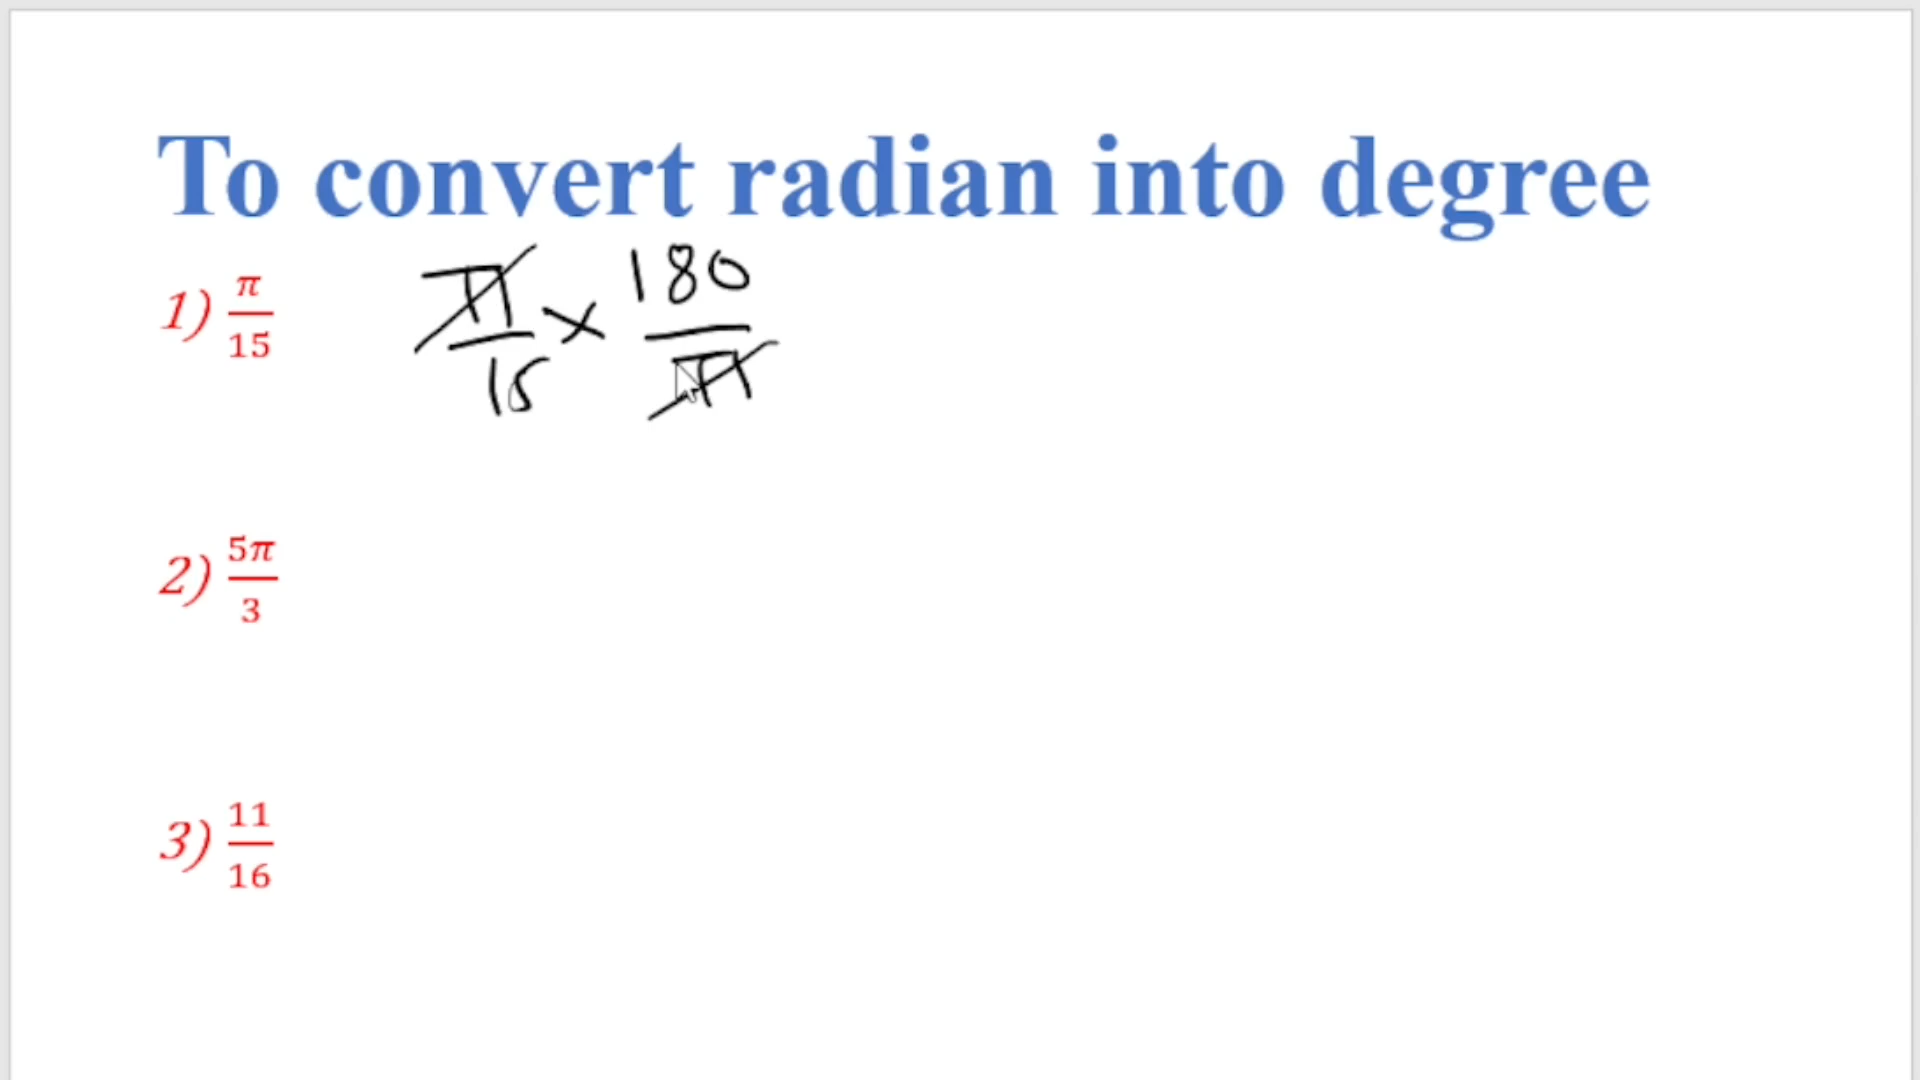 To convert radian into degree
1) π/15 π/15 × 180/π
2) 5π/3
3) 11/16